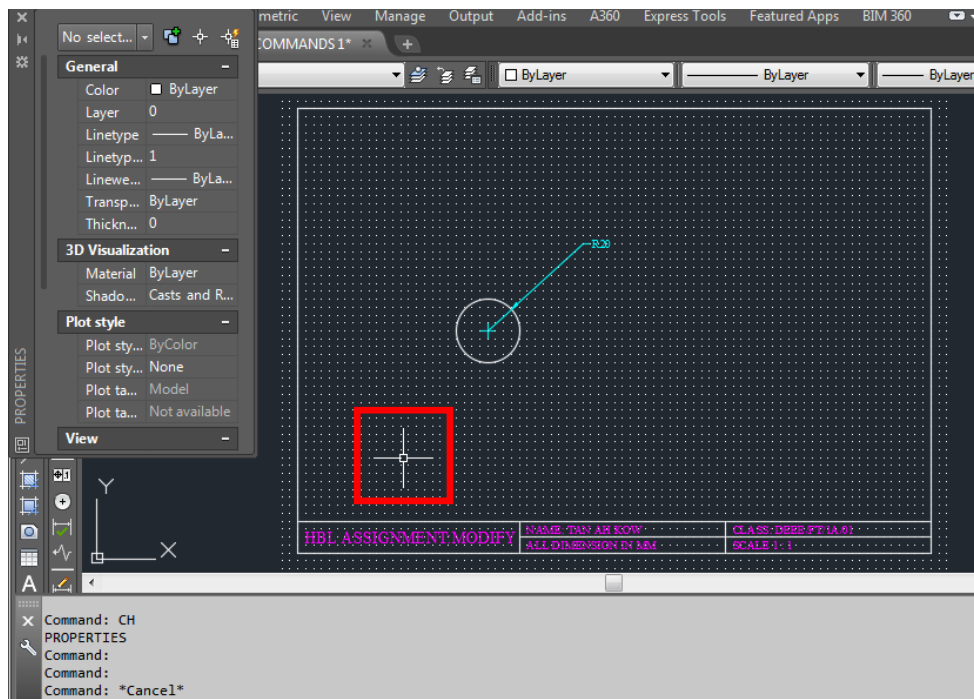 metric View Manage Output Add-ins A360 Express Tools Featured Apps BIM 360
No select...
COMMANDS1*
ByLayer ByLayer ByLayer
General
Color ByLayer
Layer 0
Linetype ByLa...
Linetyp... 1
Linewe... ByLa...
Transp... ByLayer
Thickn... 0
3D Visualization
Material ByLayer
Shado... Casts and R...
Plot style
Plot sty... ByColor
Plot sty... None
Plot ta... Model
Plot ta... Not available
View
PROPERTIES
R20
Y
X
HBL ASSIGNMENT MODIFY
NAME: TAN AH KOW
ALL DIMENSION IN MM
SCALE 1 : 1
A
Command: CH
PROPERTIES
Command:
Command:
Command: *Cancel*